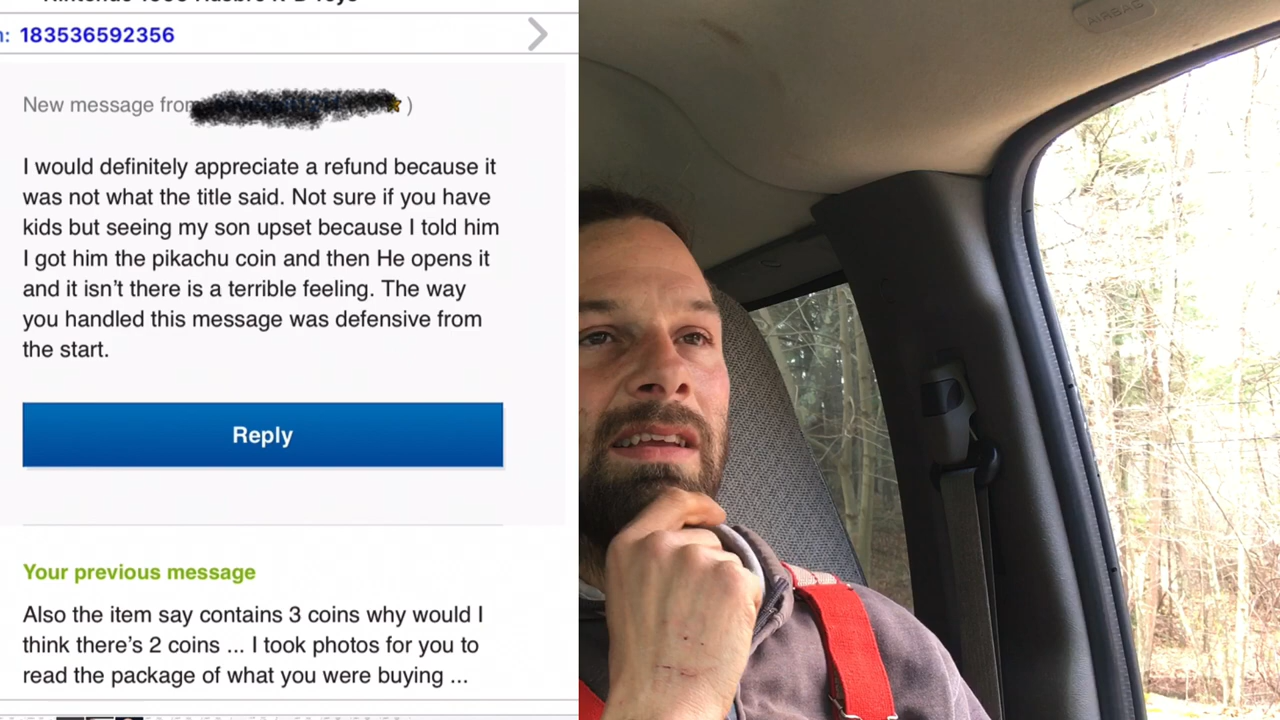 n: 183536592356
New message from )
I would definitely appreciate a refund because it
was not what the title said. Not sure if you have
kids but seeing my son upset because I told him
I got him the pikachu coin and then He opens it
and it isn't there is a terrible feeling. The way
you handled this message was defensive from
the start.
Reply
Your previous message
Also the item say contains 3 coins why would I
think there's 2 coins ... I took photos for you to
read the package of what you were buying ...
AIRBAG